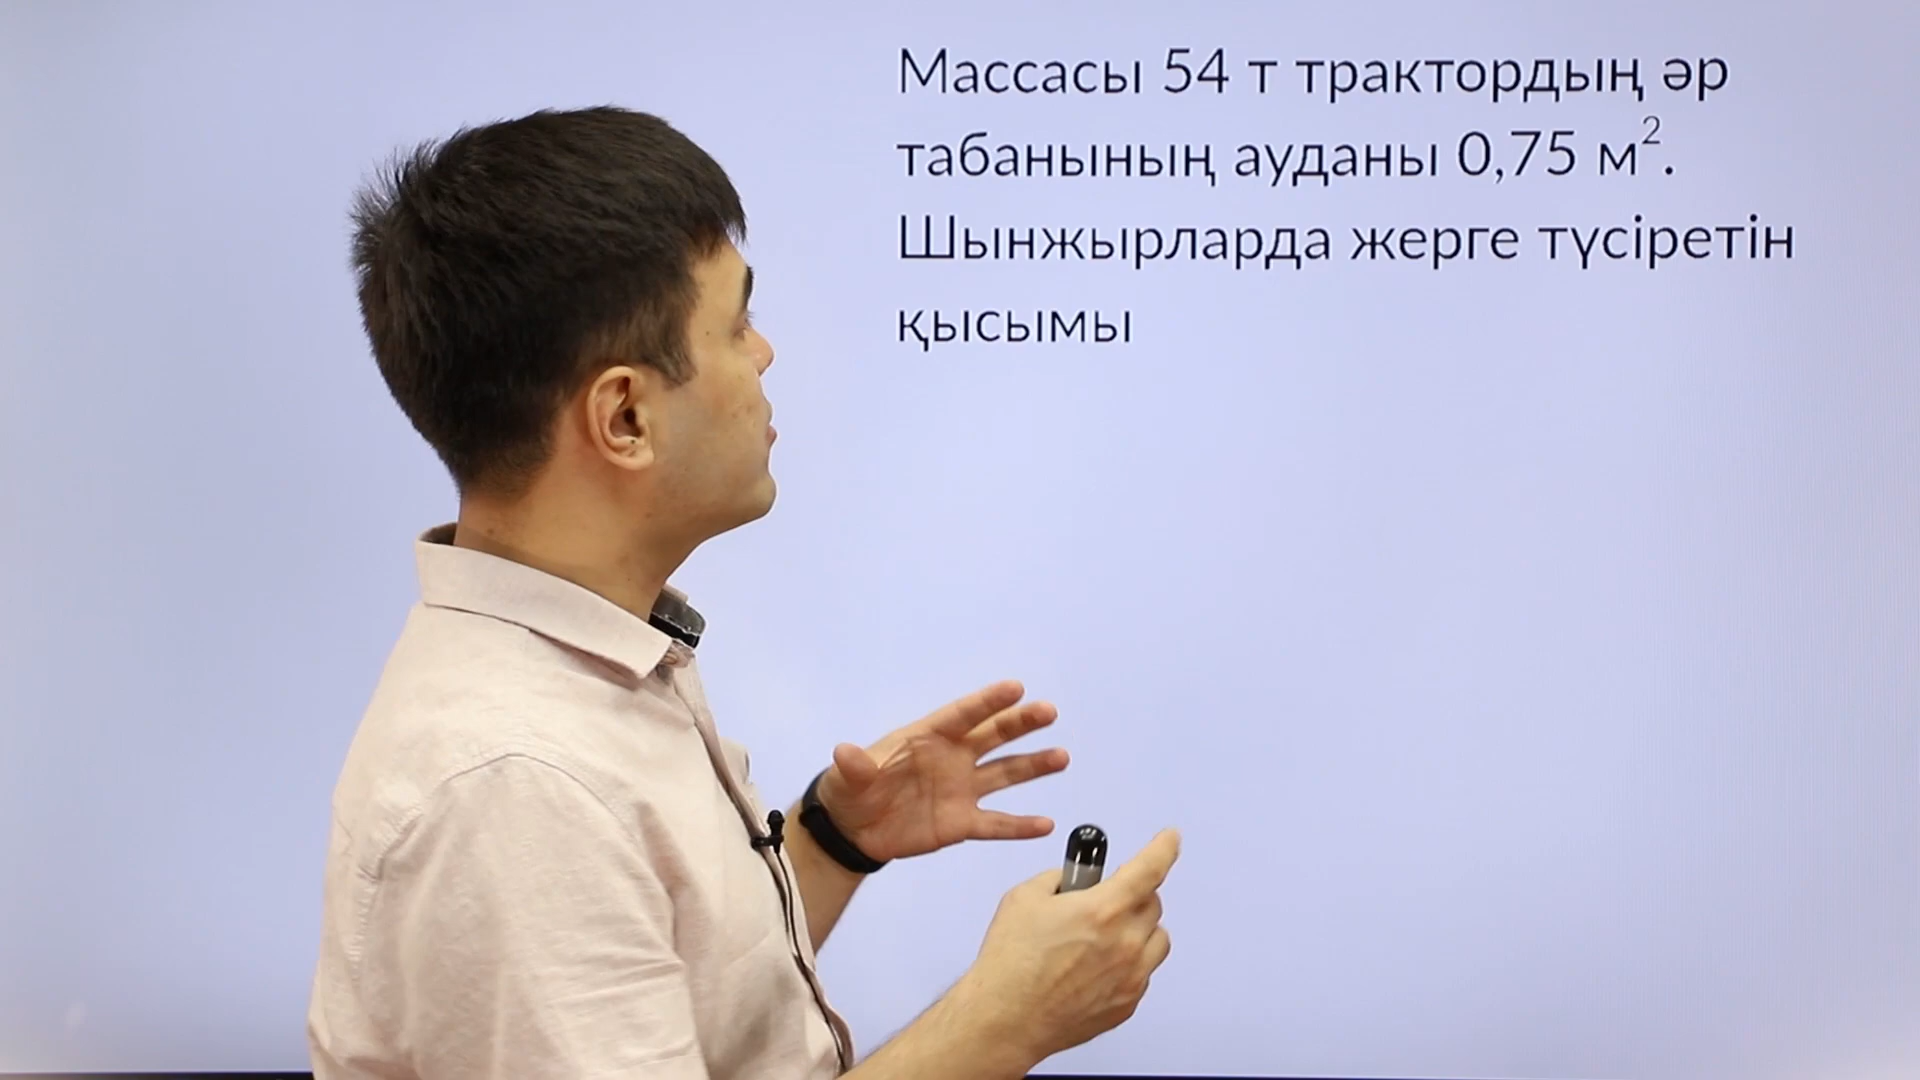 Массасы 54 т трактордың әр
табанының ауданы 0,75 м².
Шынжырларда жерге түсіретін
қысымы